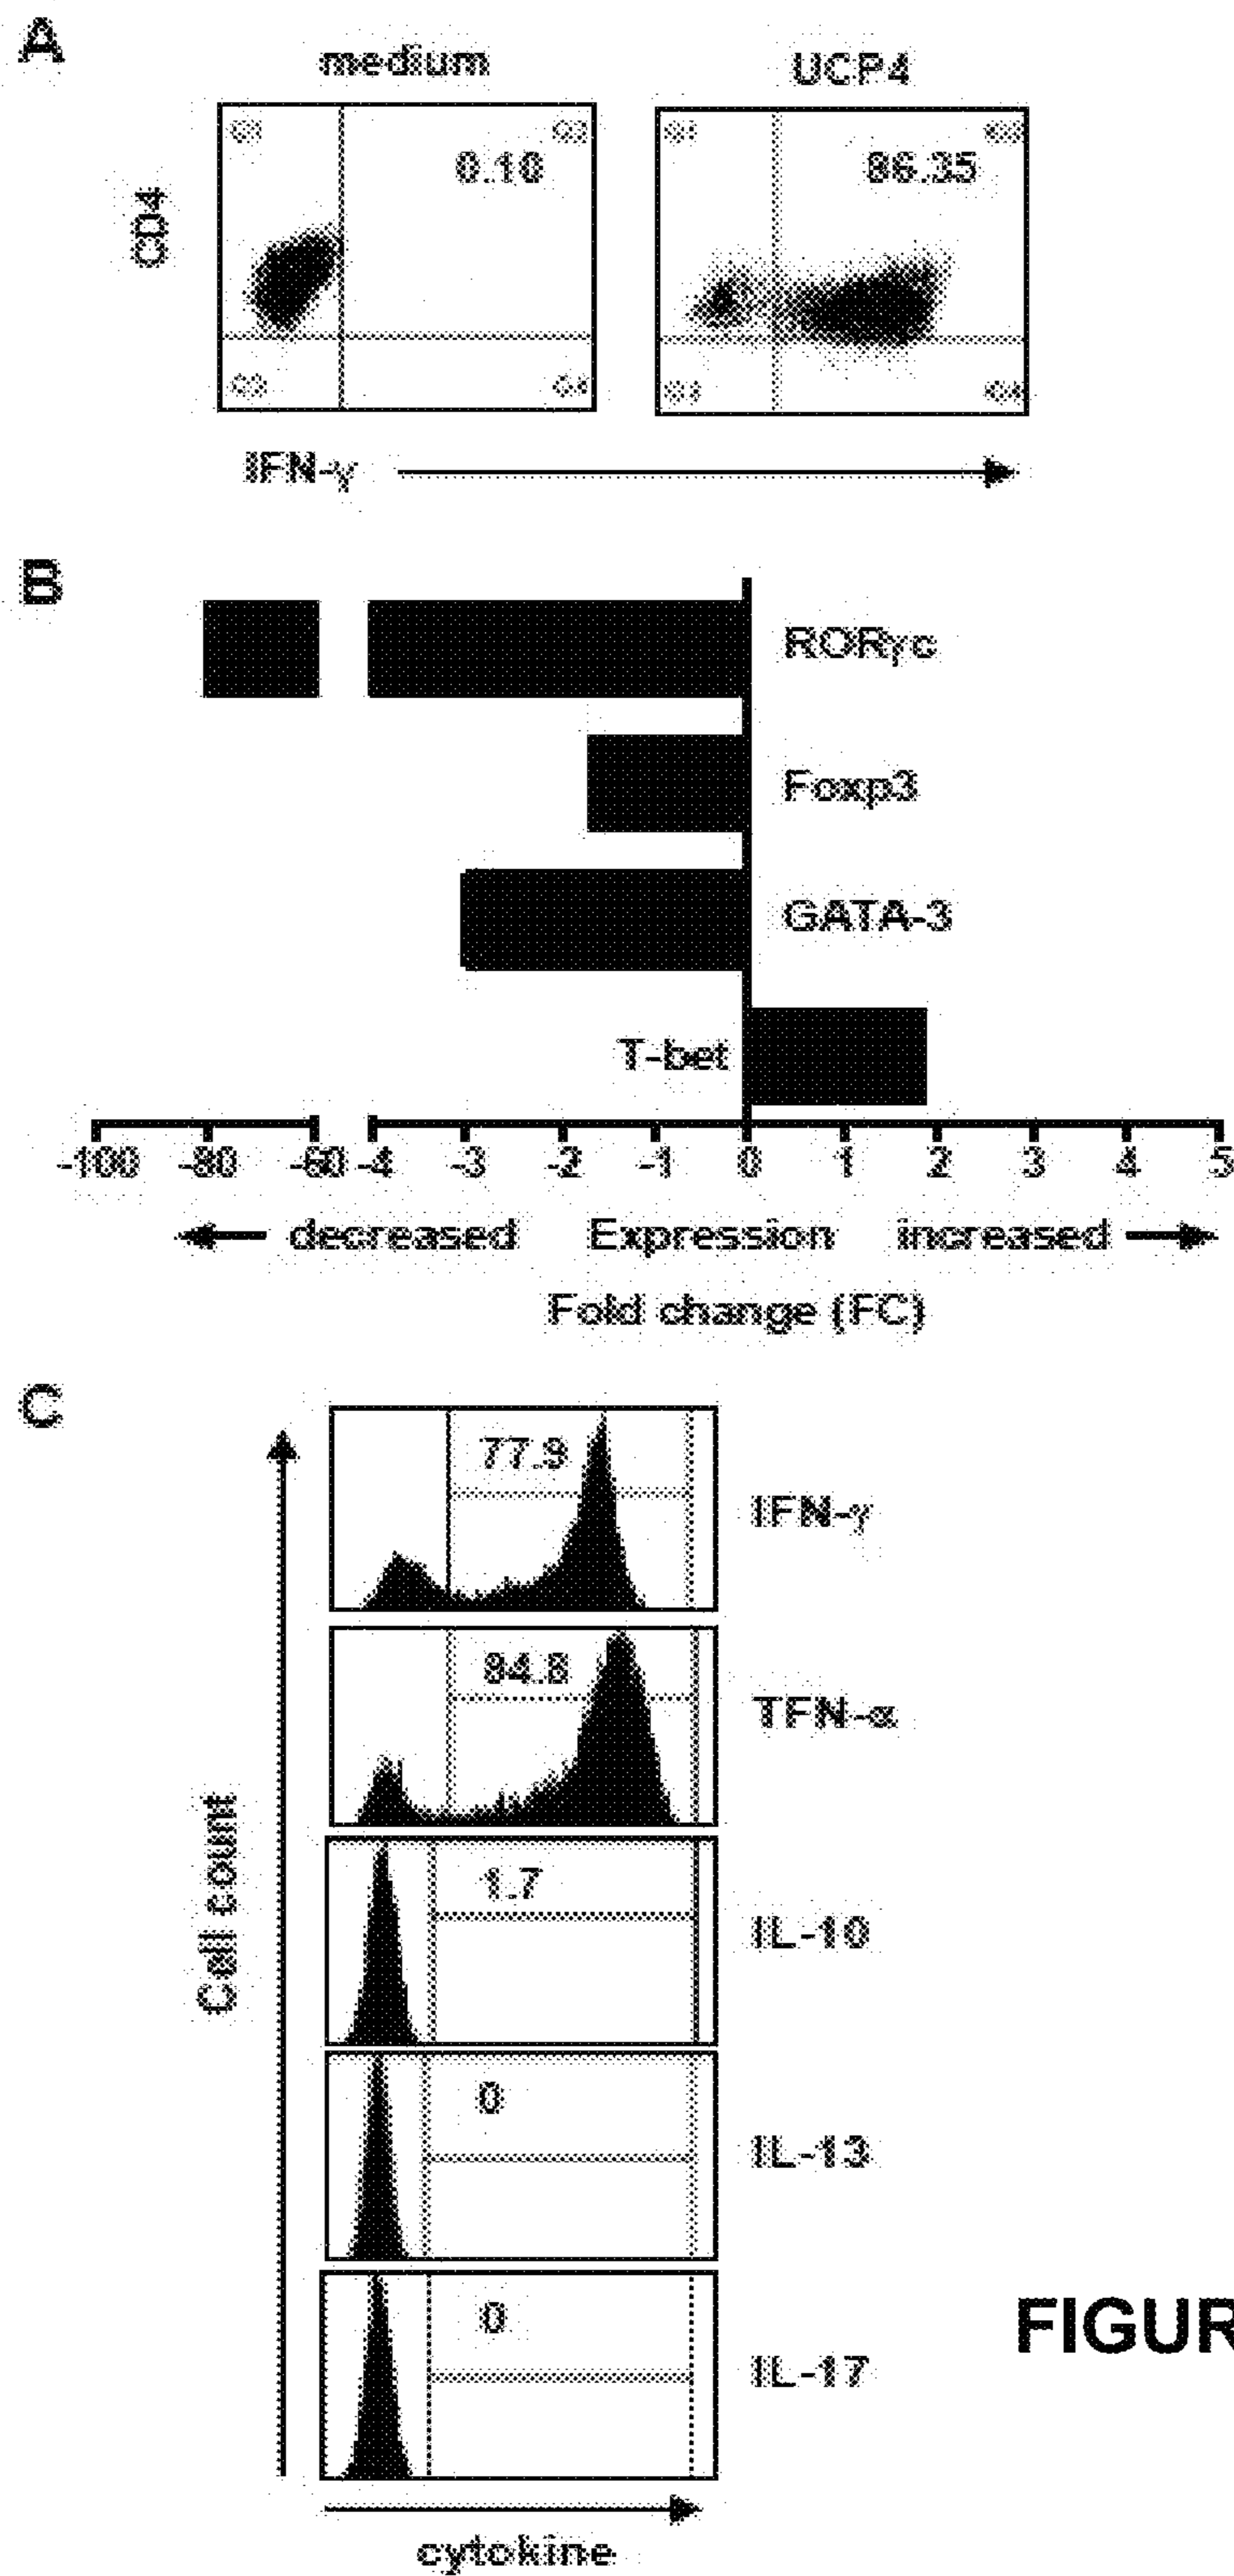 A
medium
UCP4
0.10
86.35
CD4
IFN-γ
B
RORγc
Foxp3
GATA-3
T-bet
-100 -80 -60 -4 -3 -2 -1 0 1 2 3 4 5
decreased Expression increased
Fold change (FC)
C
77.9
IFN-γ
84.8
TFN-α
1.7
IL-10
0
IL-13
0
IL-17
Cell count
cytokine
FIGUR